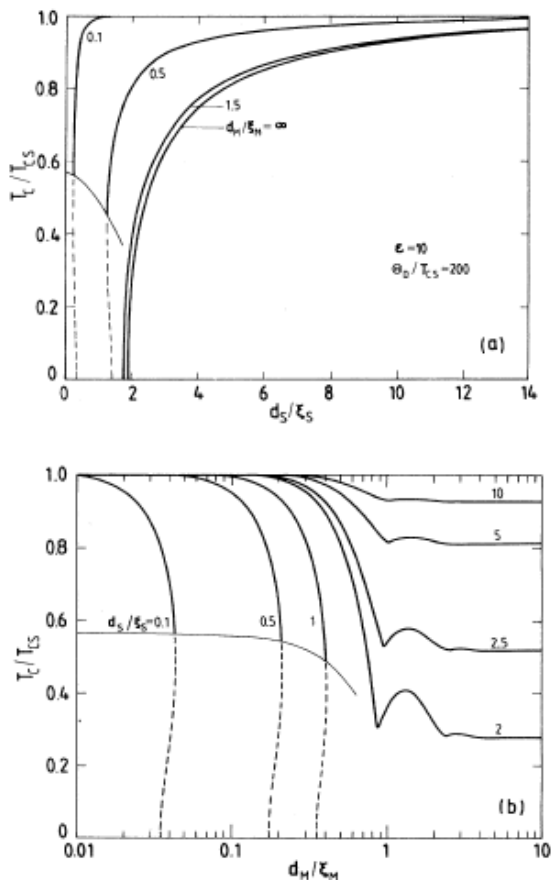 1.0
0.8
0.6
0.4
0.2
0
T_C / T_CS
0.1
0.5
1.5
d_M/ξ_M = ∞
ε = 10
Θ_D / T_CS = 200
(a)
0 2 4 6 8 10 12 14
d_S/ξ_S
1.0
0.8
0.6
0.4
0.2
0
T_C / T_CS
10
5
d_S/ξ_S = 0.1
0.5
1
2.5
2
(b)
0.01 0.1 1 10
d_M/ξ_M